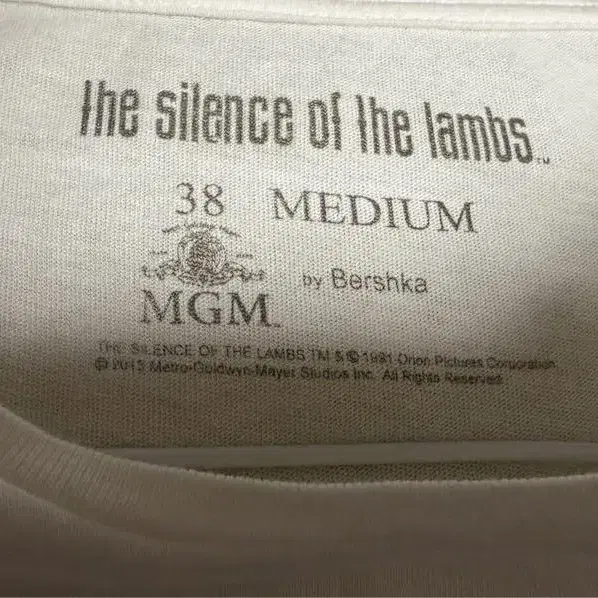 the silence of the lambs™
38 MEDIUM
MGM™
by Bershka
THE SILENCE OF THE LAMBS TM & © 1991 Orion Pictures Corporation.
© 2015 Metro-Goldwyn-Mayer Studios Inc. All Rights Reserved.